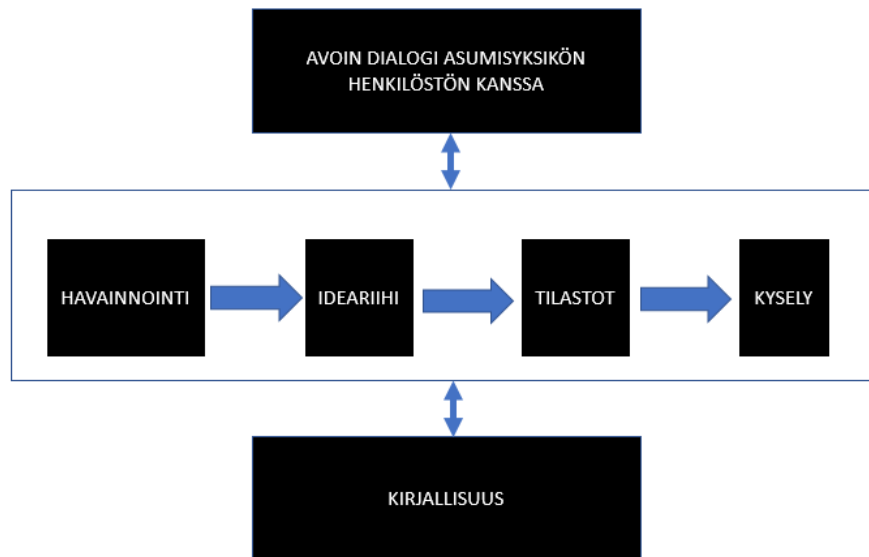 AVOIN DIALOGI ASUMISYKSIKÖN
HENKILÖSTÖN KANSSA
HAVAINNOINTI
IDEARIIHI
TILASTOT
KYSELY
KIRJALLISUUS